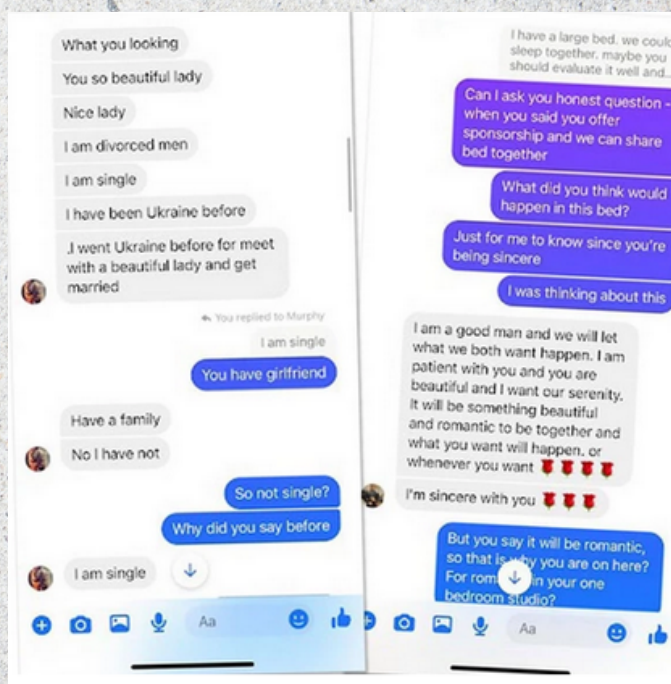 What you looking
You so beautiful lady
Nice lady
I am divorced men
I am single
I have been Ukraine before
.I went Ukraine before for meet
with a beautiful lady and get
married
You replied to Murphy
I am single
You have girlfriend
Have a family
No I have not
So not single?
Why did you say before
I am single
Aa
I have a large bed. we could
sleep together. maybe you
should evaluate it well and..
Can I ask you honest question -
when you said you offer
sponsorship and we can share
bed together
What did you think would
happen in this bed?
Just for me to know since you're
being sincere
I was thinking about this
I am a good man and we will let
what we both want happen. I am
patient with you and you are
beautiful and I want our serenity.
It will be something beautiful
and romantic to be together and
what you want will happen. or
whenever you want 🌹🌹🌹🌹
I'm sincere with you 🌹🌹🌹
But you say it will be romantic,
so that is why you are on here?
For in your one
bedroom studio?
Aa